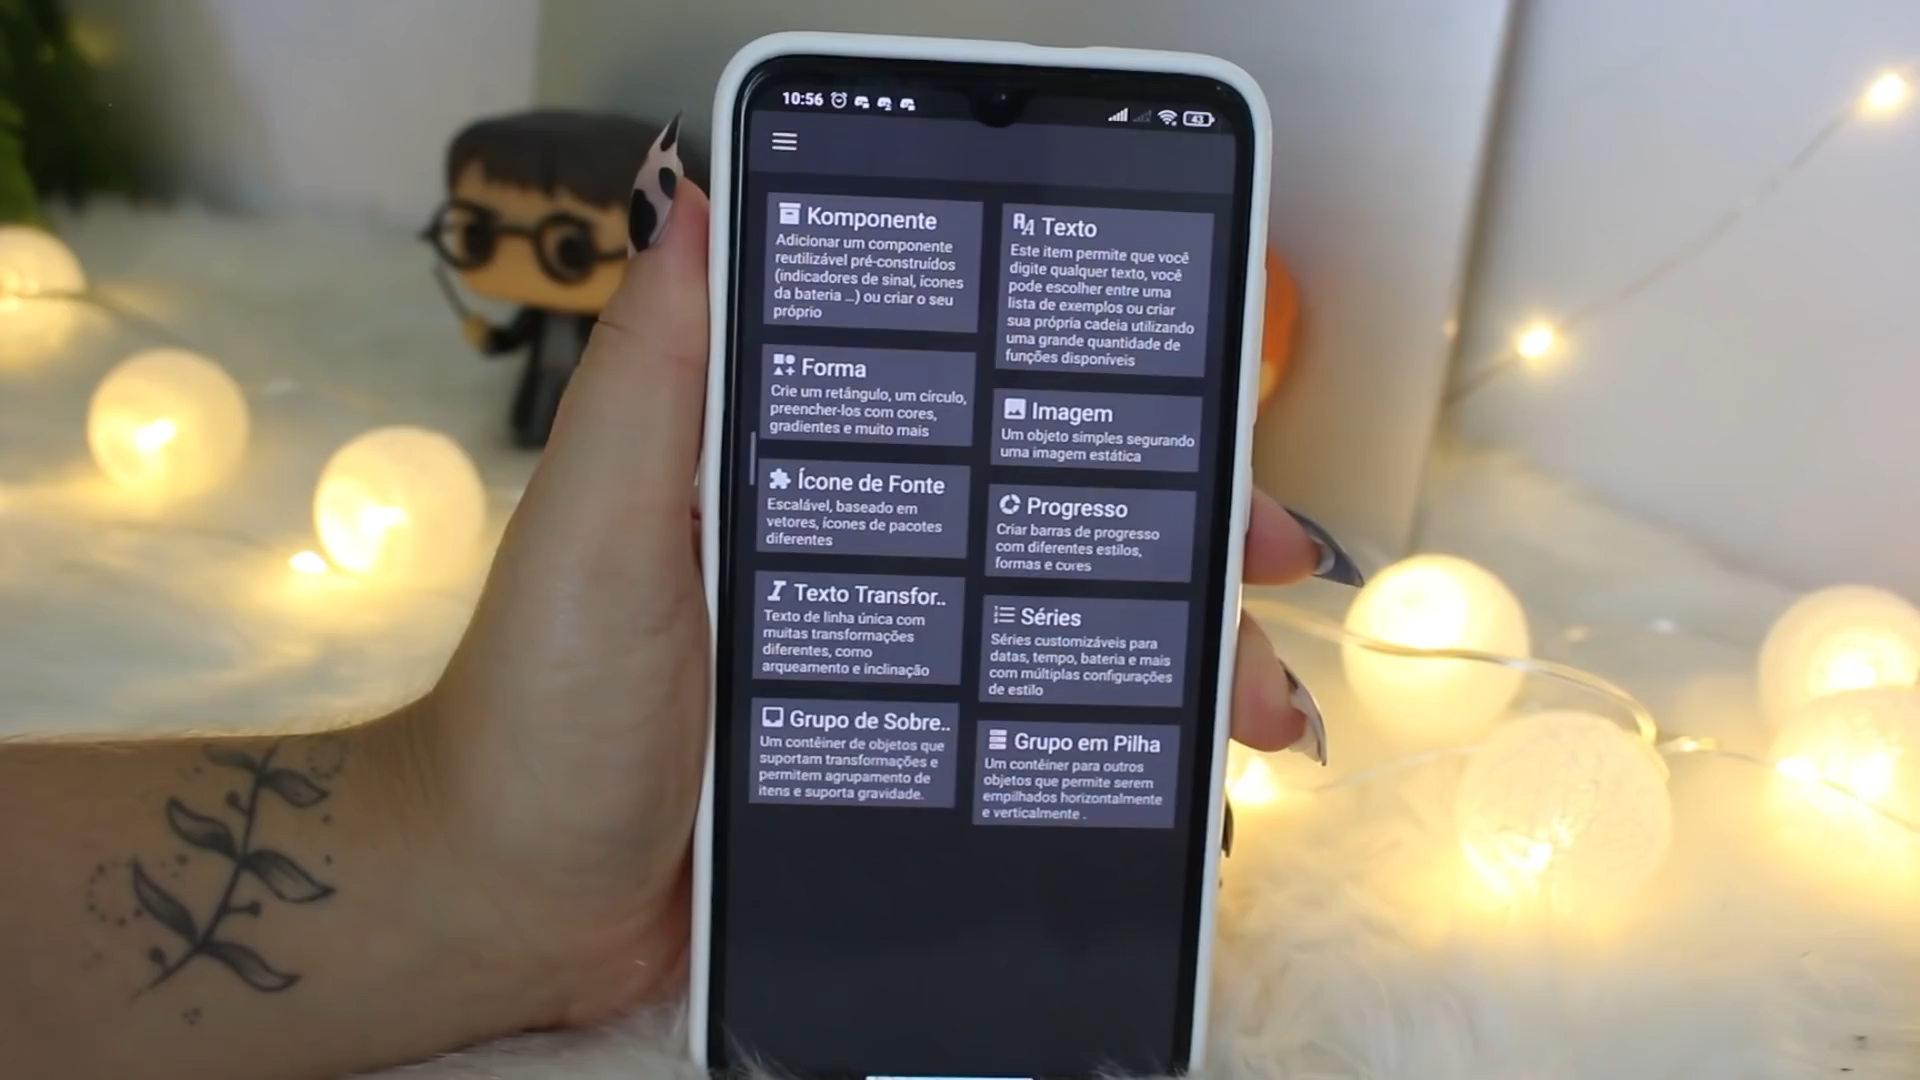 10:56
43
Komponente
Adicionar um componente
reutilizável pré-construídos
(indicadores de sinal, ícones
da bateria ...) ou criar o seu
próprio
Texto
Este item permite que você
digite qualquer texto, você
pode escolher entre uma
lista de exemplos ou criar
sua própria cadeia utilizando
uma grande quantidade de
funções disponíveis
Forma
Crie um retângulo, um círculo,
preencher-los com cores,
gradientes e muito mais
Imagem
Um objeto simples segurando
uma imagem estática
Ícone de Fonte
Escalável, baseado em
vetores, ícones de pacotes
diferentes
Progresso
Criar barras de progresso
com diferentes estilos,
formas e cores
Texto Transfor..
Texto de linha única com
muitas transformações
diferentes, como
arqueamento e inclinação
Séries
Séries customizáveis para
datas, tempo, bateria e mais
com múltiplas configurações
de estilo
Grupo de Sobre..
Um contêiner de objetos que
suportam transformações e
permitem agrupamento de
itens e suporta gravidade.
Grupo em Pilha
Um contêiner para outros
objetos que permite serem
empilhados horizontalmente
e verticalmente .